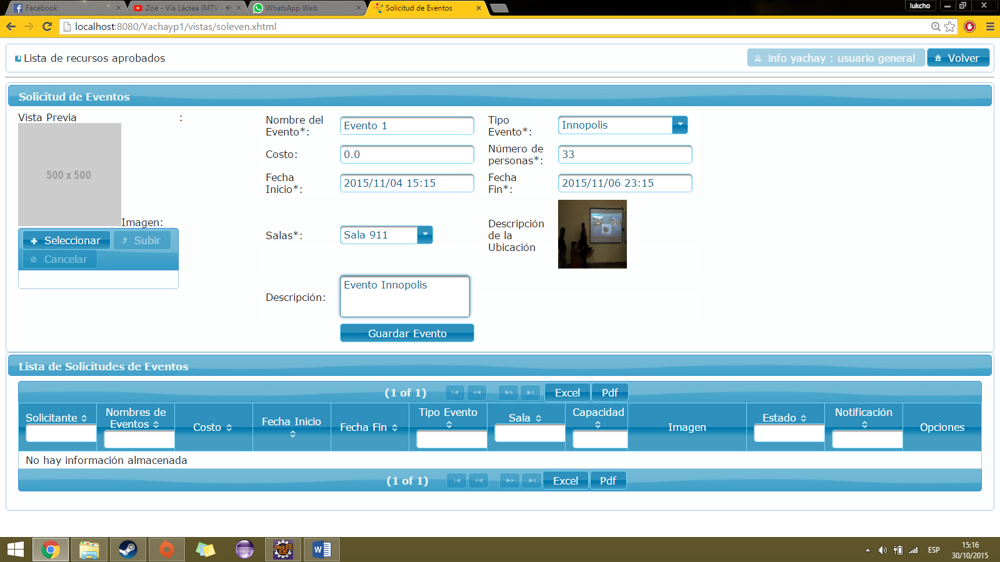 Facebook
Zoé - Vía Láctea (MTV
WhatsApp Web
Solicitud de Eventos
lukcho
localhost:8080/Yachayp1/vistas/soleven.xhtml
Lista de recursos aprobados
info yachay : usuario general
Volver
Solicitud de Eventos
Vista Previa :
500 x 500
Imagen:
Seleccionar
Subir
Cancelar
Nombre del
Evento*:
Evento 1
Tipo
Evento*:
Innopolis
Costo:
0.0
Número de
personas*:
33
Fecha
Inicio*:
2015/11/04 15:15
Fecha
Fin*:
2015/11/06 23:15
Salas*:
Sala 911
Descripción
de la
Ubicación
Descripción:
Evento Innopolis
Guardar Evento
Lista de Solicitudes de Eventos
(1 of 1)
Excel
Pdf
Solicitante
Nombres de
Eventos
Costo
Fecha Inicio
Fecha Fin
Tipo Evento
Sala
Capacidad
Imagen
Estado
Notificación
Opciones
No hay información almacenada
(1 of 1)
Excel
Pdf
Java EE
IDE
W
ESP
15:16
30/10/2015